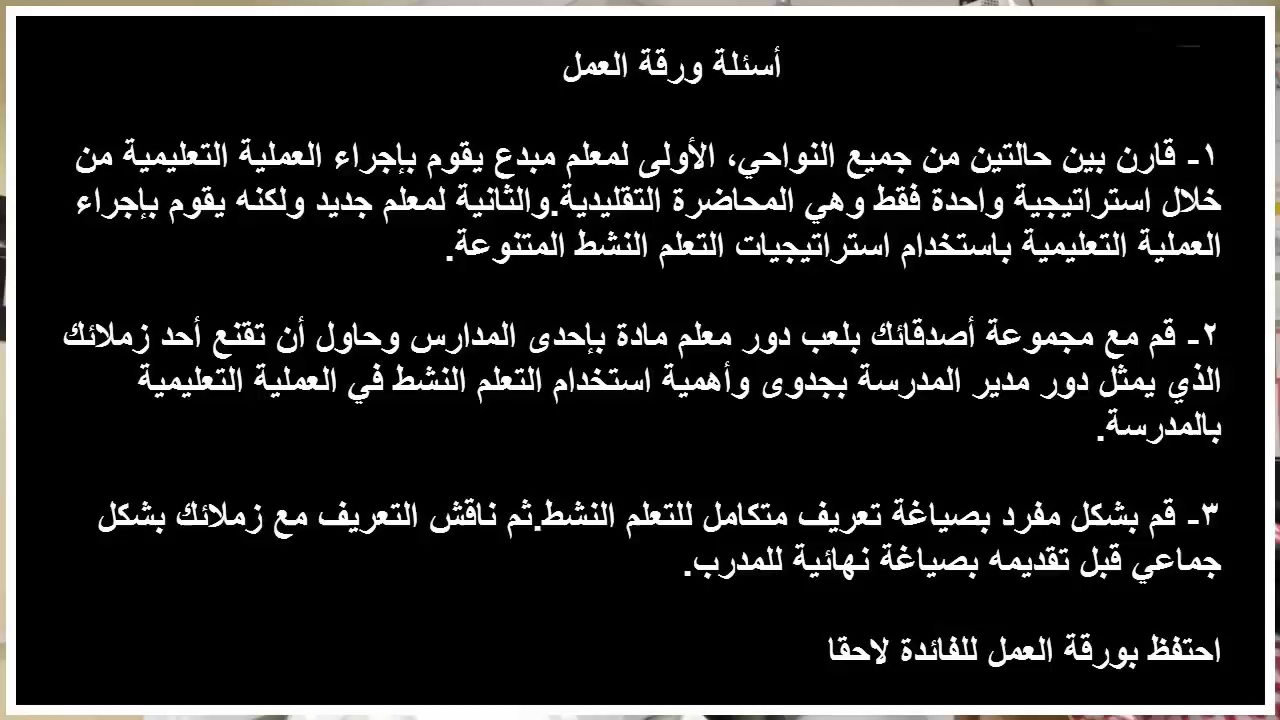 أسئلة ورقة العمل
١- قارن بين حالتين من جميع النواحي، الأولى لمعلم مبدع يقوم بإجراء العملية التعليمية من
خلال استراتيجية واحدة فقط وهي المحاضرة التقليدية.والثانية لمعلم جديد ولكنه يقوم بإجراء
العملية التعليمية باستخدام استراتيجيات التعلم النشط المتنوعة.
٢- قم مع مجموعة أصدقائك بلعب دور معلم مادة بإحدى المدارس وحاول أن تقنع أحد زملائك
الذي يمثل دور مدير المدرسة بجدوى وأهمية استخدام التعلم النشط في العملية التعليمية
بالمدرسة.
٣- قم بشكل مفرد بصياغة تعريف متكامل للتعلم النشط.ثم ناقش التعريف مع زملائك بشكل
جماعي قبل تقديمه بصياغة نهائية للمدرب.
احتفظ بورقة العمل للفائدة لاحقا